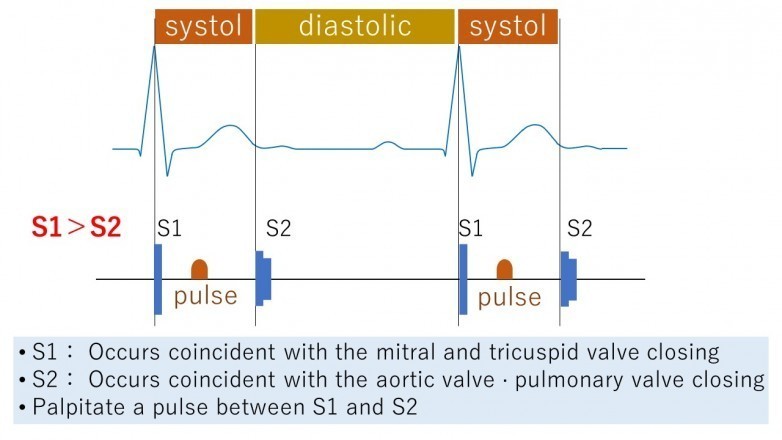 systol diastolic systol
S1＞S2 S1 S2 S1 S2
pulse pulse
• S1： Occurs coincident with the mitral and tricuspid valve closing
• S2： Occurs coincident with the aortic valve · pulmonary valve closing
• Palpitate a pulse between S1 and S2